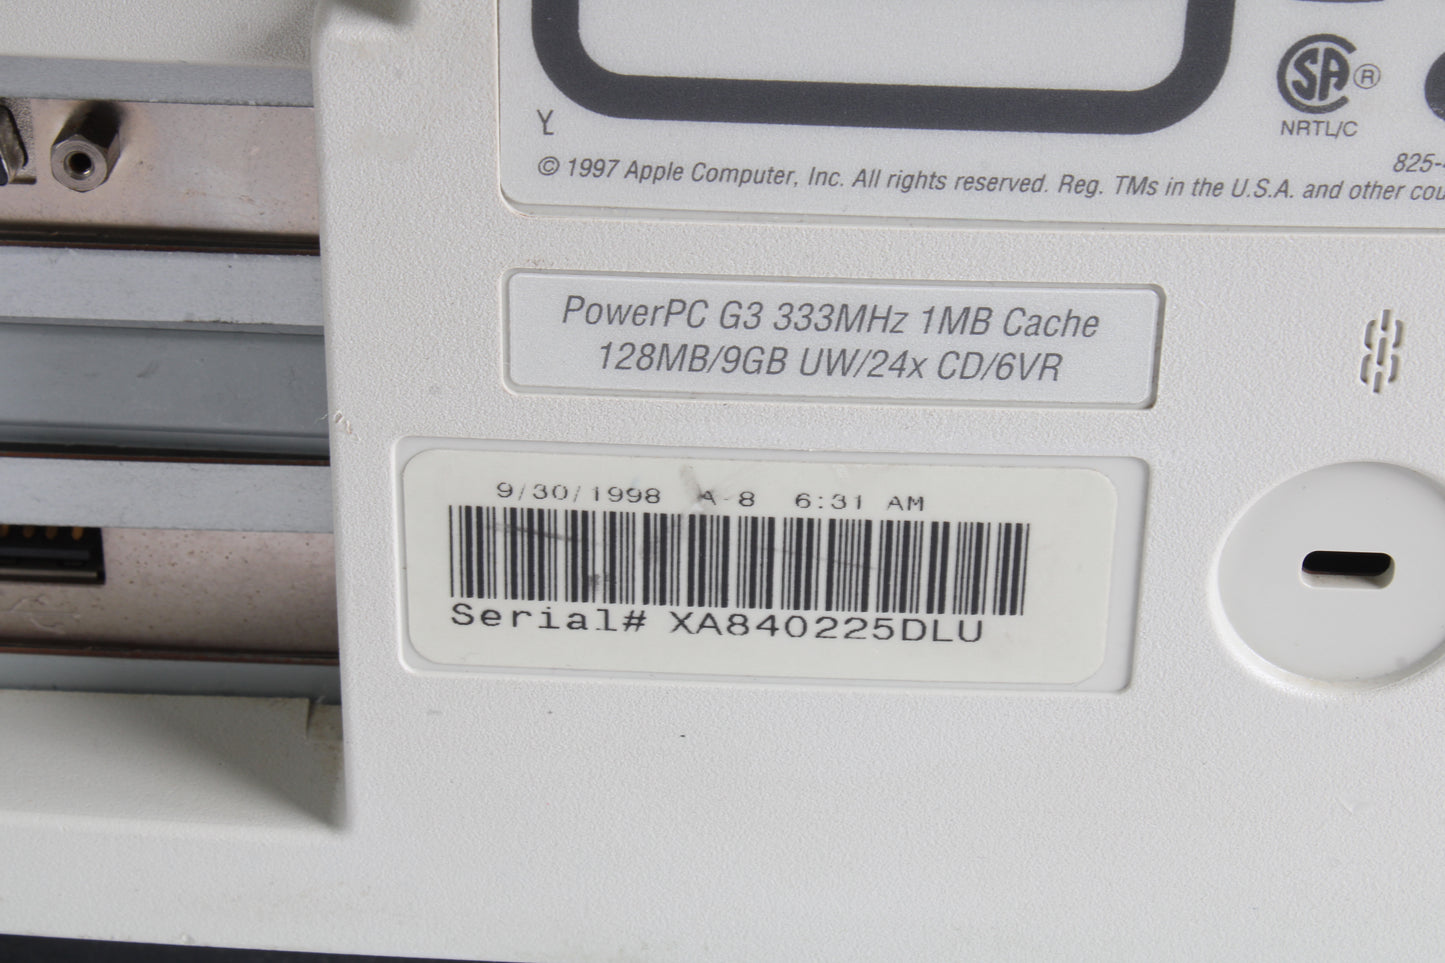 SA ®
NRTL/C
Y
825-
© 1997 Apple Computer, Inc. All rights reserved. Reg. TMs in the U.S.A. and other cou
PowerPC G3 333MHz 1MB Cache
128MB/9GB UW/24x CD/6VR
9/30/1998 A-8 6:31 AM
Serial# XA840225DLU